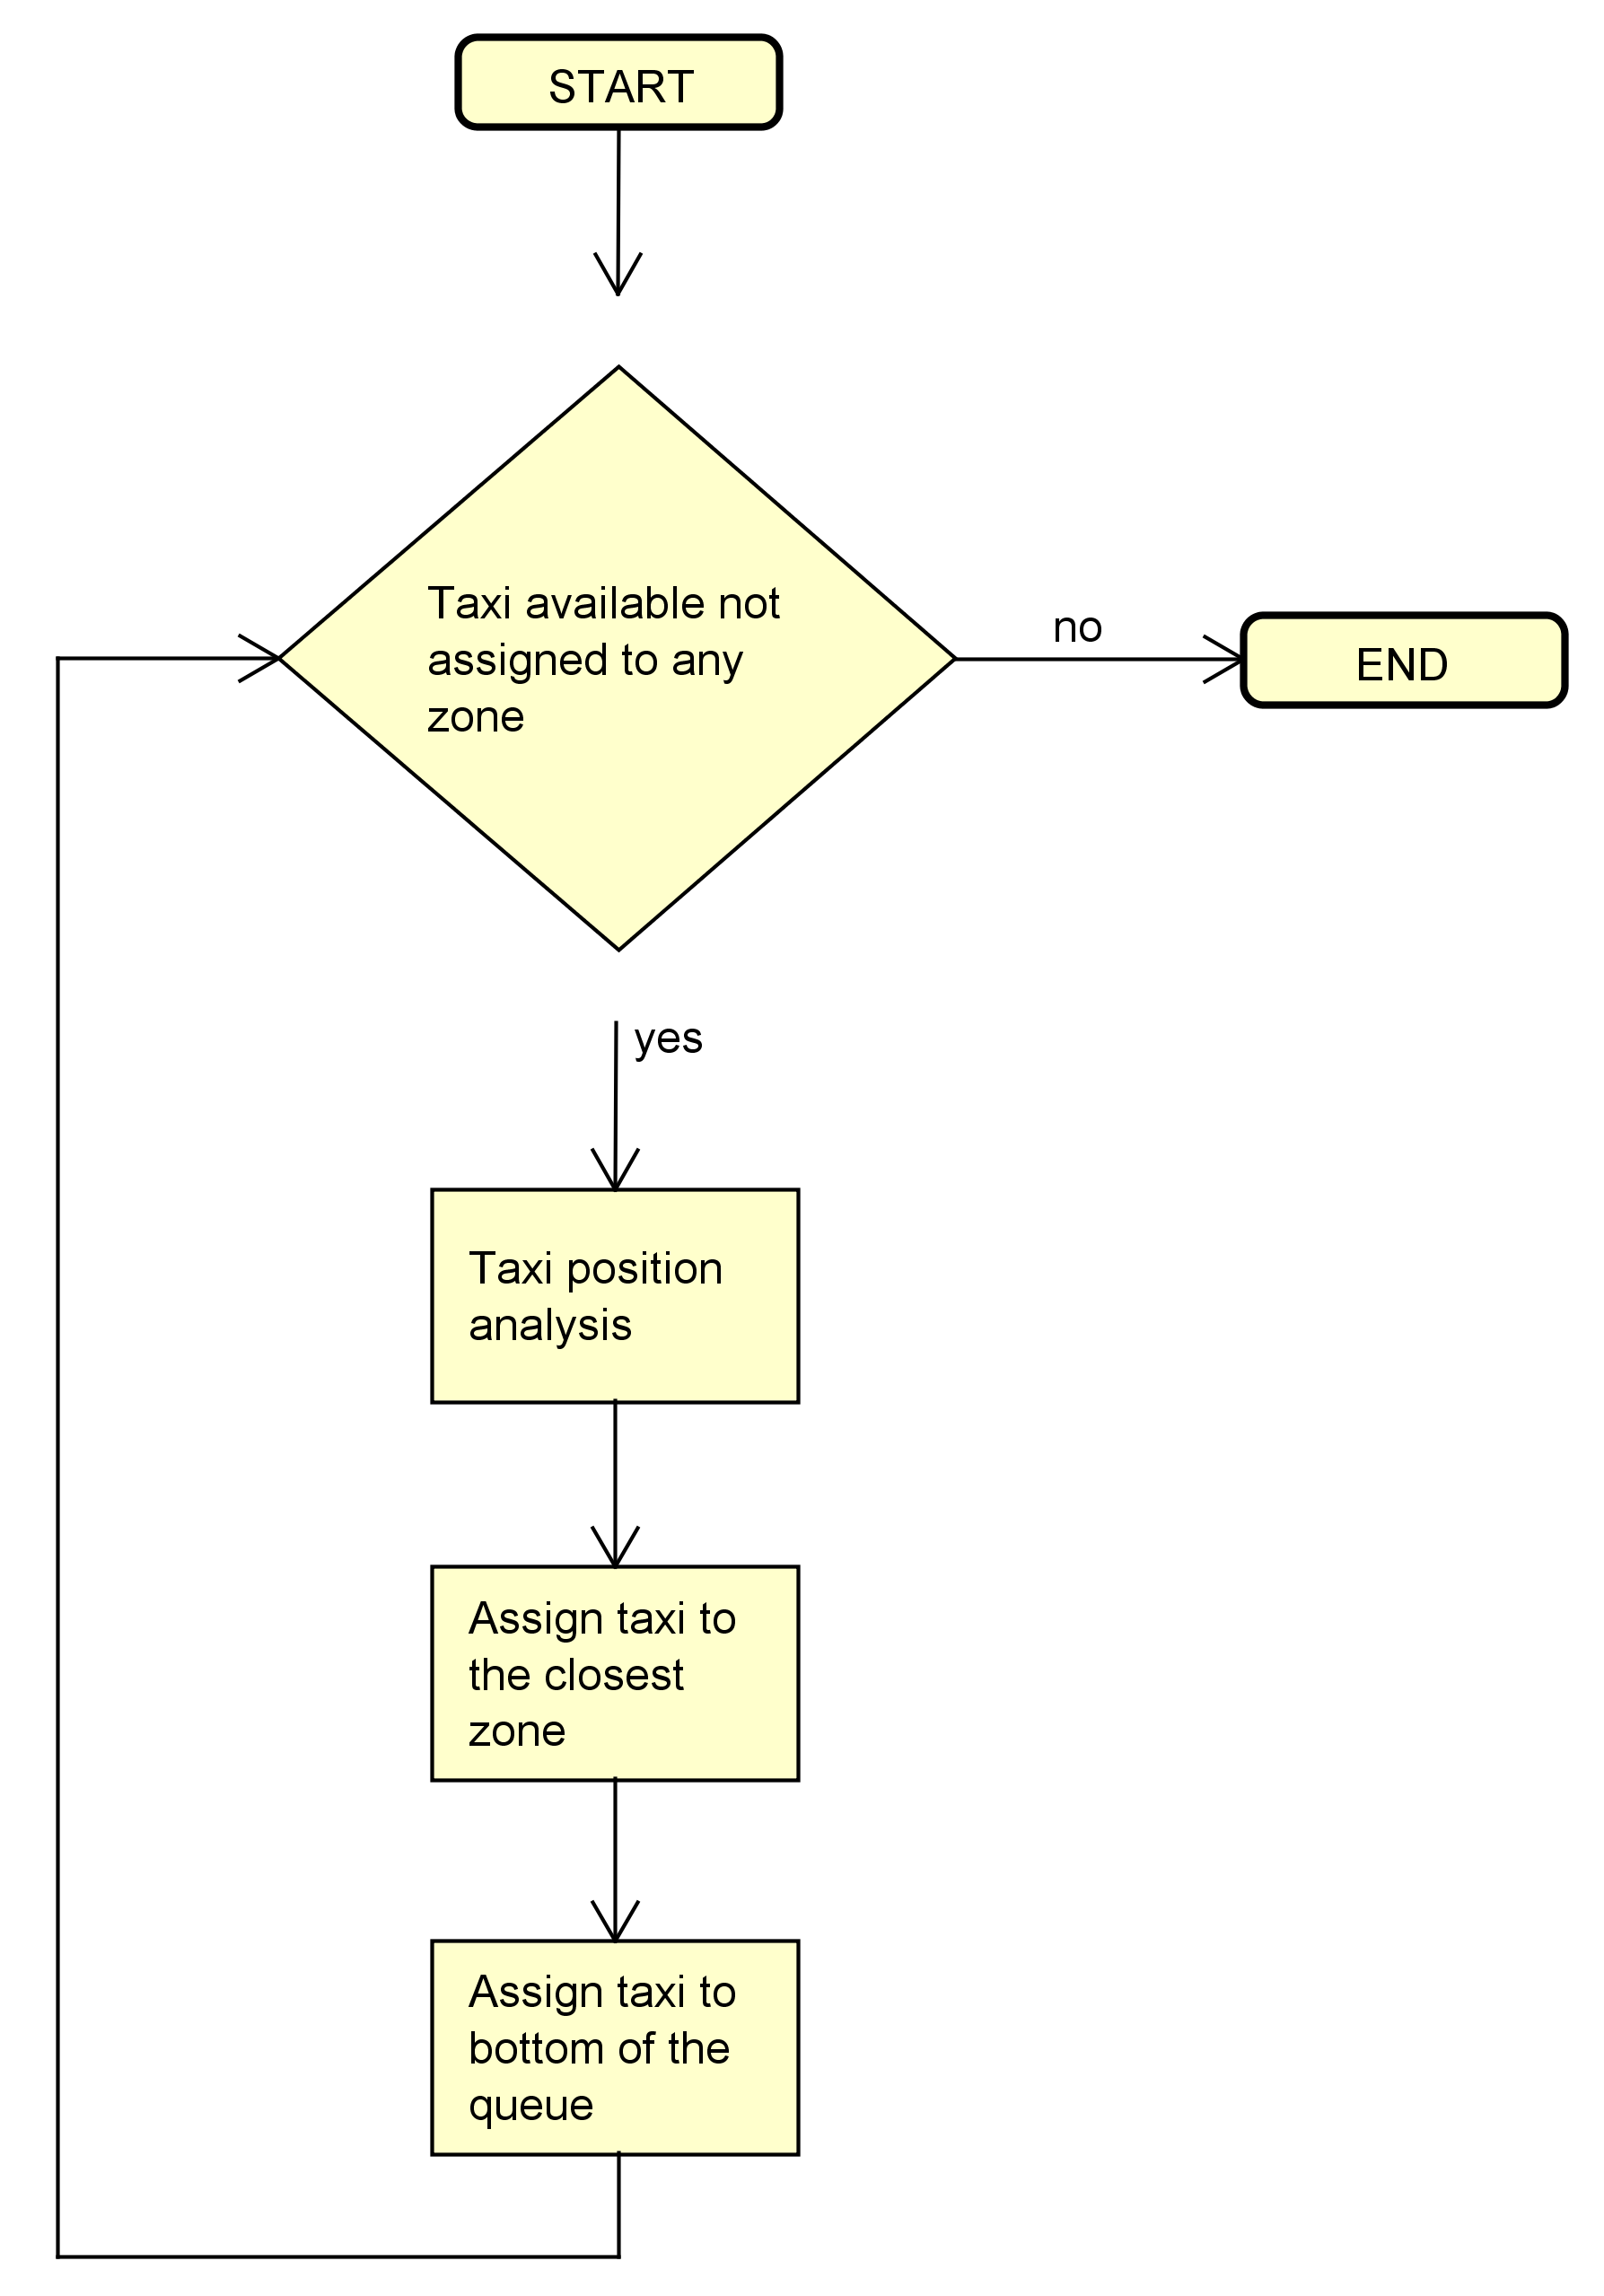 START
Taxi available not
assigned to any
zone
no
END
yes
Taxi position
analysis
Assign taxi to
the closest
zone
Assign taxi to
bottom of the
queue